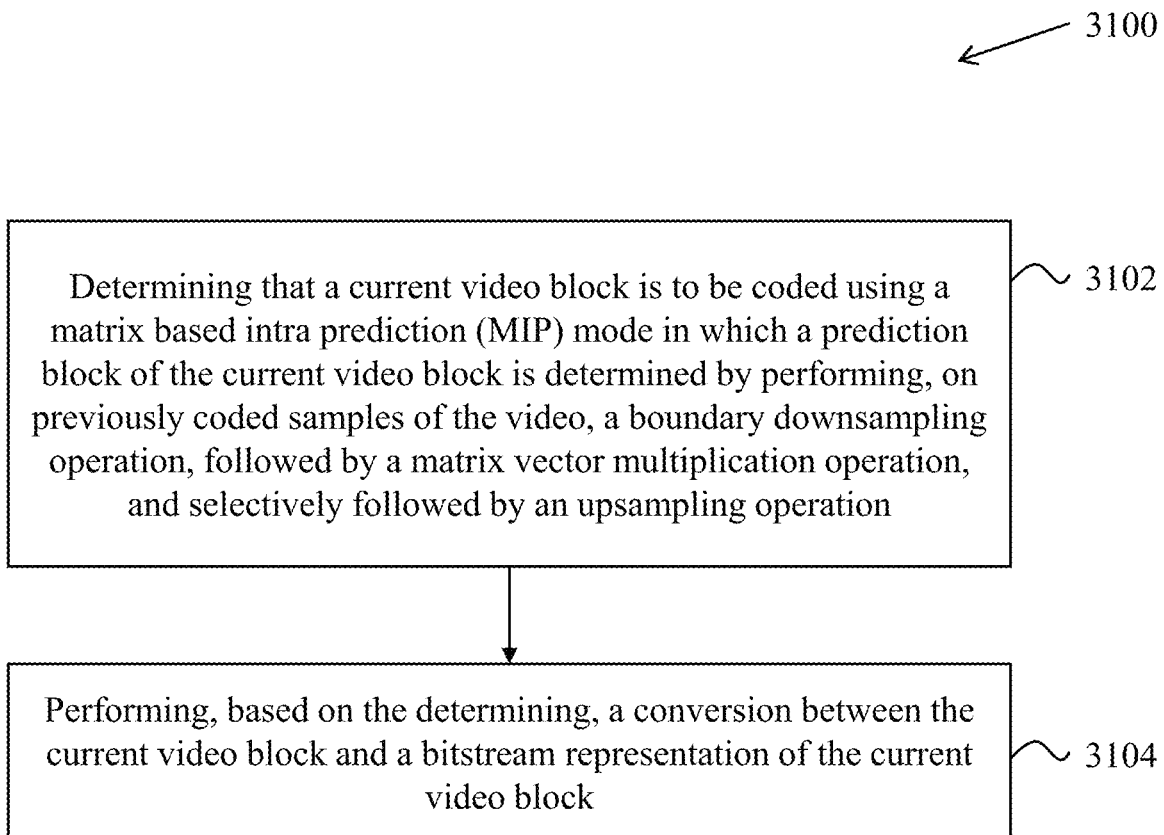 3100
Determining that a current video block is to be coded using a
matrix based intra prediction (MIP) mode in which a prediction
block of the current video block is determined by performing, on
previously coded samples of the video, a boundary downsampling
operation, followed by a matrix vector multiplication operation,
and selectively followed by an upsampling operation
3102
Performing, based on the determining, a conversion between the
current video block and a bitstream representation of the current
video block
3104